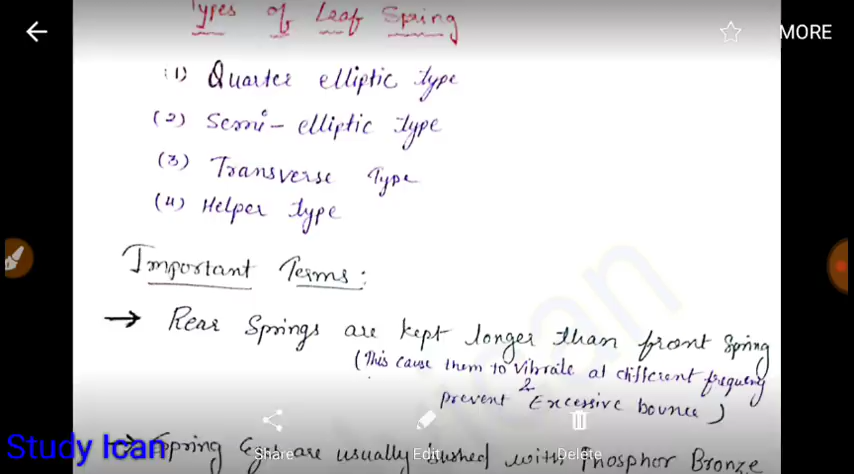 MORE
Types of Leaf Spring
(1) Quarter elliptic type
(2) Semi-elliptic type
(3) Transverse Type
(4) Helper type
Important Terms:
→ Rear Springs are kept longer than front Spring
(This cause them to vibrate at different frequency
& prevent Excessive bounce)
Share Edit Delete
→ Spring Eyes are usually bushed with Phosphor Bronze
Study Ican